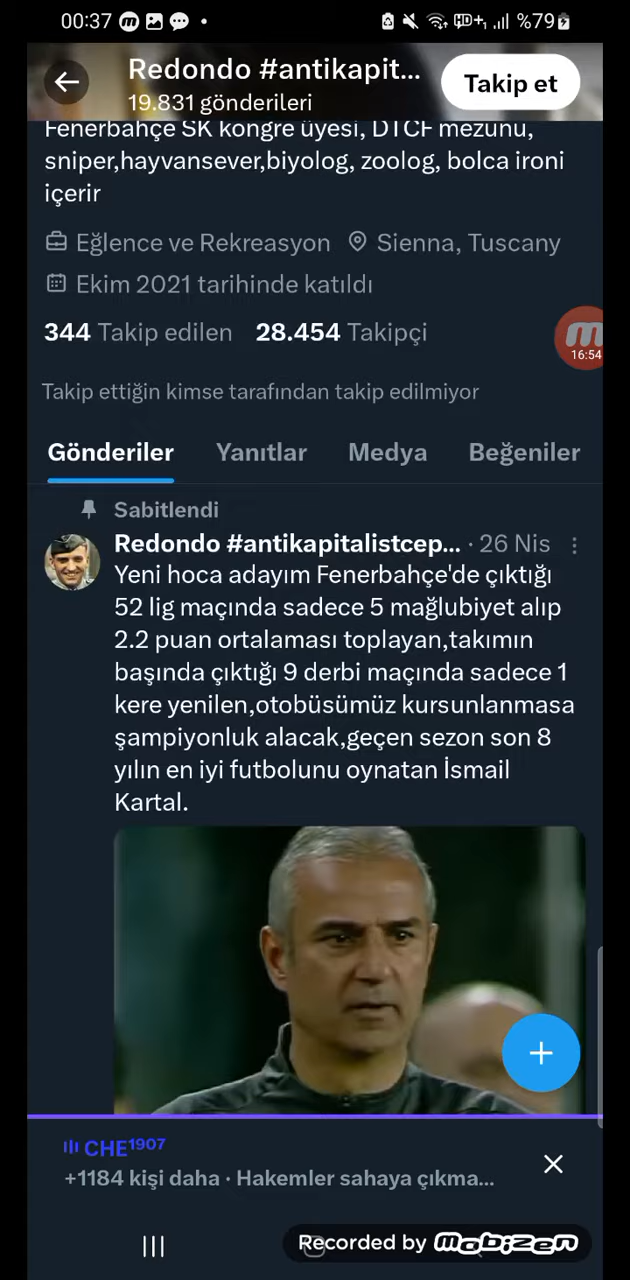 00:37
HD+ %79
Redondo #antikapit...
19.831 gönderileri
Takip et
Fenerbahçe SK kongre üyesi, DTCF mezunu,
sniper,hayvansever,biyolog, zoolog, bolca ironi
içerir
Eğlence ve Rekreasyon Sienna, Tuscany
Ekim 2021 tarihinde katıldı
344 Takip edilen 28.454 Takipçi
16:54
Takip ettiğin kimse tarafından takip edilmiyor
Gönderiler Yanıtlar Medya Beğeniler
Sabitlendi
Redondo #antikapitalistcep... · 26 Nis
Yeni hoca adayım Fenerbahçe'de çıktığı
52 lig maçında sadece 5 mağlubiyet alıp
2.2 puan ortalaması toplayan,takımın
başında çıktığı 9 derbi maçında sadece 1
kere yenilen,otobüsümüz kursunlanmasa
şampiyonluk alacak,geçen sezon son 8
yılın en iyi futbolunu oynatan İsmail
Kartal.
CHE¹⁹⁰⁷
+1184 kişi daha · Hakemler sahaya çıkma...
Recorded by mobizen